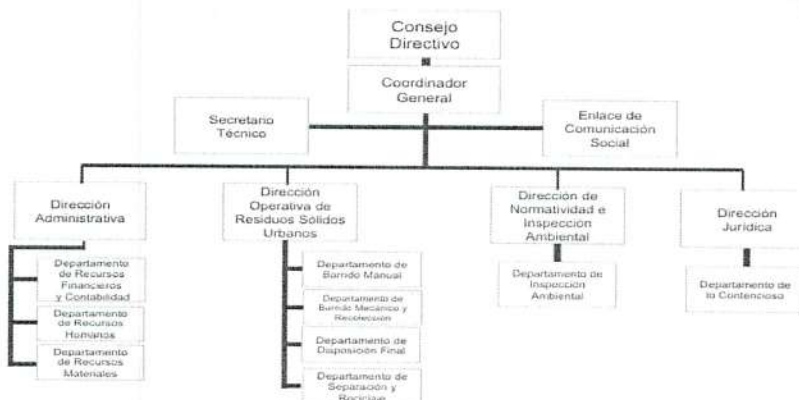 Consejo
Directivo
Coordinador
General
Secretario
Técnico
Enlace de
Comunicación
Social
Dirección
Administrativa
Departamento
de Recursos
Financieros
y Contabilidad
Departamento
de Recursos
Humanos
Departamento
de Recursos
Materiales
Dirección
Operativa de
Residuos Sólidos
Urbanos
Departamento de
Barrido Manual
Departamento de
Barrido Mecánico y
Recolección
Departamento de
Disposición Final
Departamento de
Separación y
Reciclaje
Dirección de
Normatividad e
Inspección
Ambiental
Departamento de
Inspección
Ambiental
Dirección
Jurídica
Departamento de
lo Contencioso